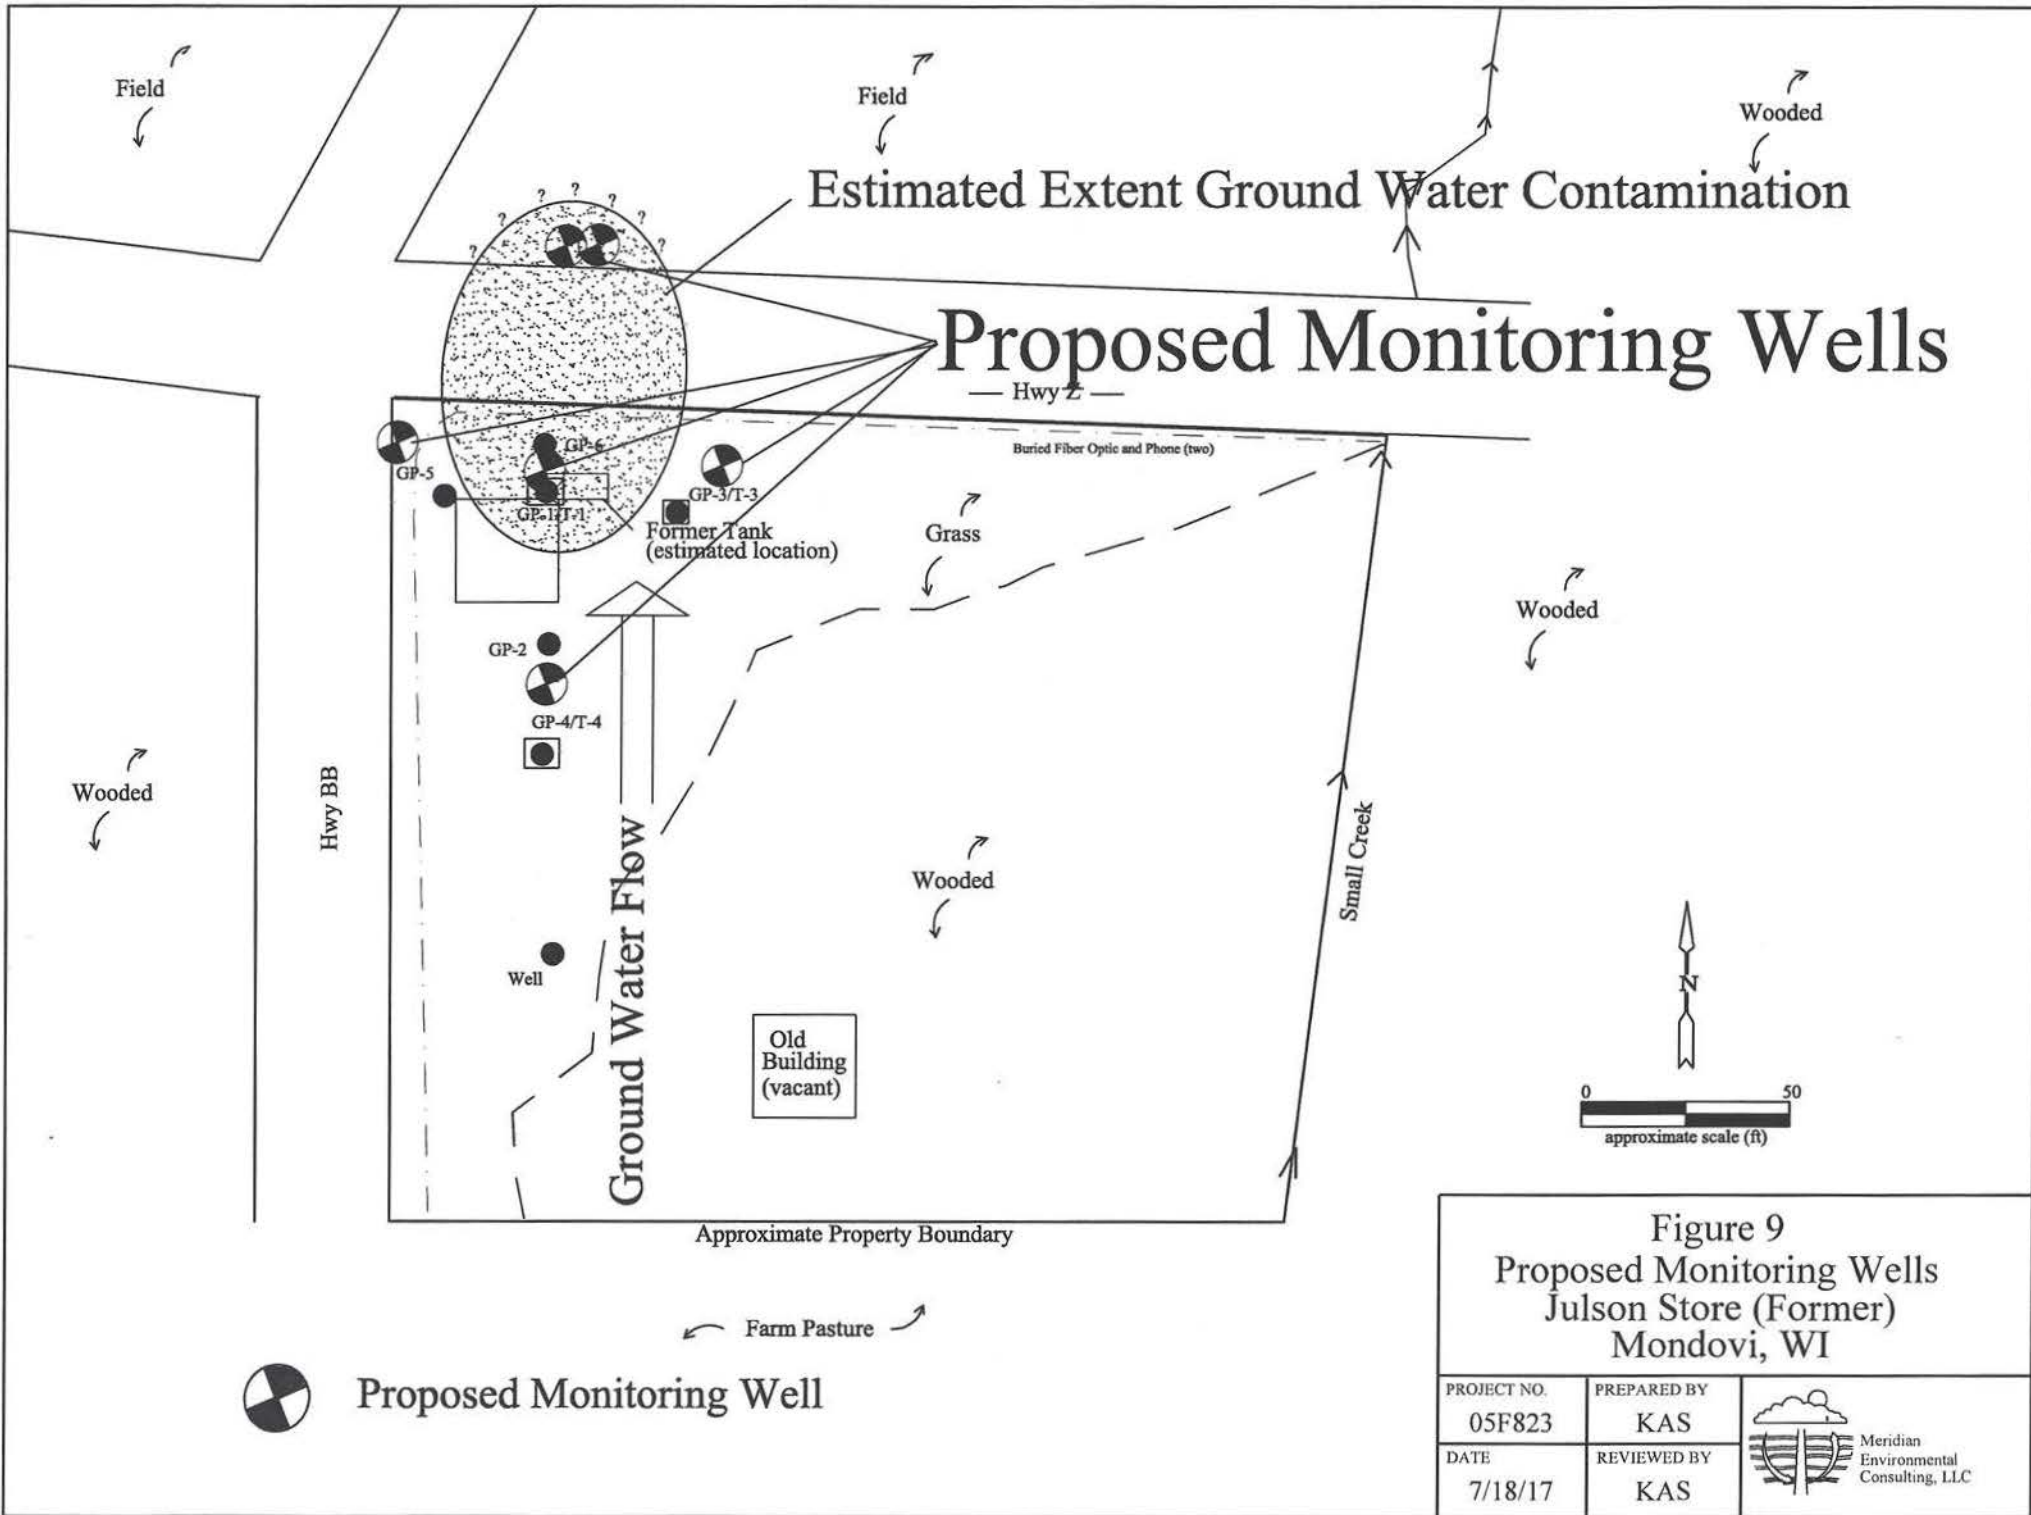 Field
Field
Wooded
? ? ? ? ? ? ?
Estimated Extent Ground Water Contamination
Proposed Monitoring Wells
Hwy Z
Buried Fiber Optic and Phone (two)
GP-6
GP-5
GP-3/T-3
GP-1/T-1
Former Tank
(estimated location)
Grass
Wooded
GP-2
GP-4/T-4
Wooded
Hwy BB
Ground Water Flow
Wooded
Small Creek
Well
Old
Building
(vacant)
N
0 50
approximate scale (ft)
Approximate Property Boundary
Farm Pasture
Proposed Monitoring Well
Figure 9
Proposed Monitoring Wells
Julson Store (Former)
Mondovi, WI
PROJECT NO.
05F823
PREPARED BY
KAS
DATE
7/18/17
REVIEWED BY
KAS
Meridian
Environmental
Consulting, LLC